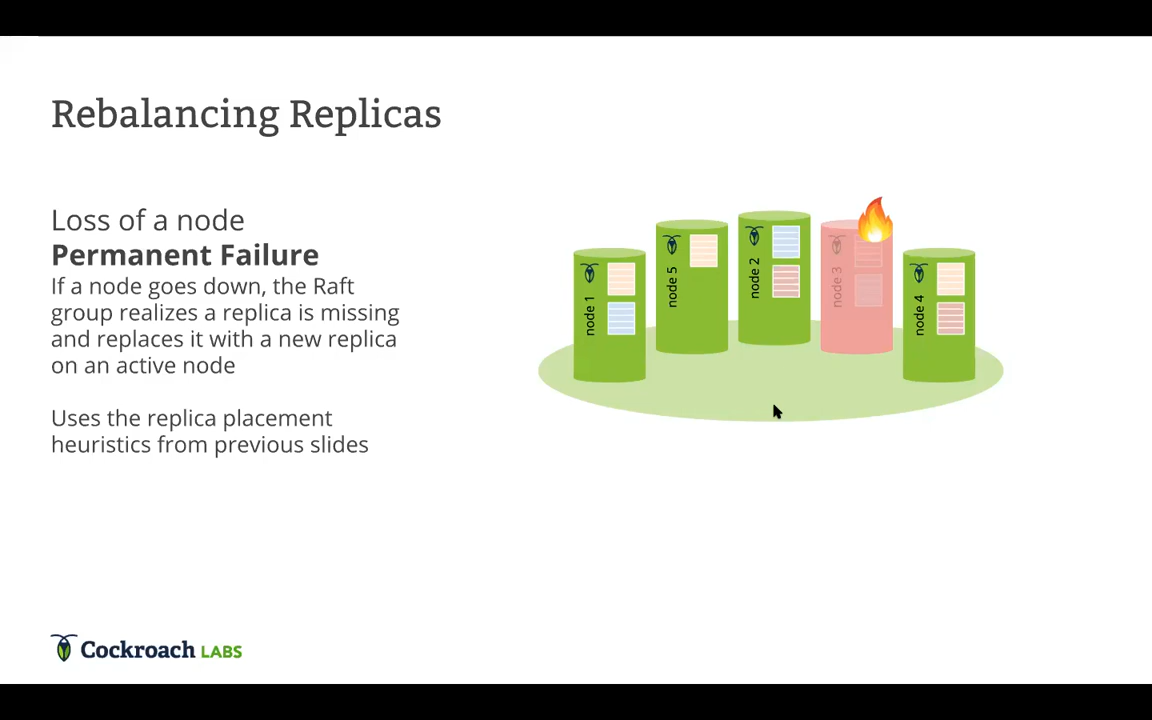 Rebalancing Replicas
Loss of a node
Permanent Failure
If a node goes down, the Raft
group realizes a replica is missing
and replaces it with a new replica
on an active node
Uses the replica placement
heuristics from previous slides
node 1
node 5
node 2
node 3
node 4
Cockroach LABS